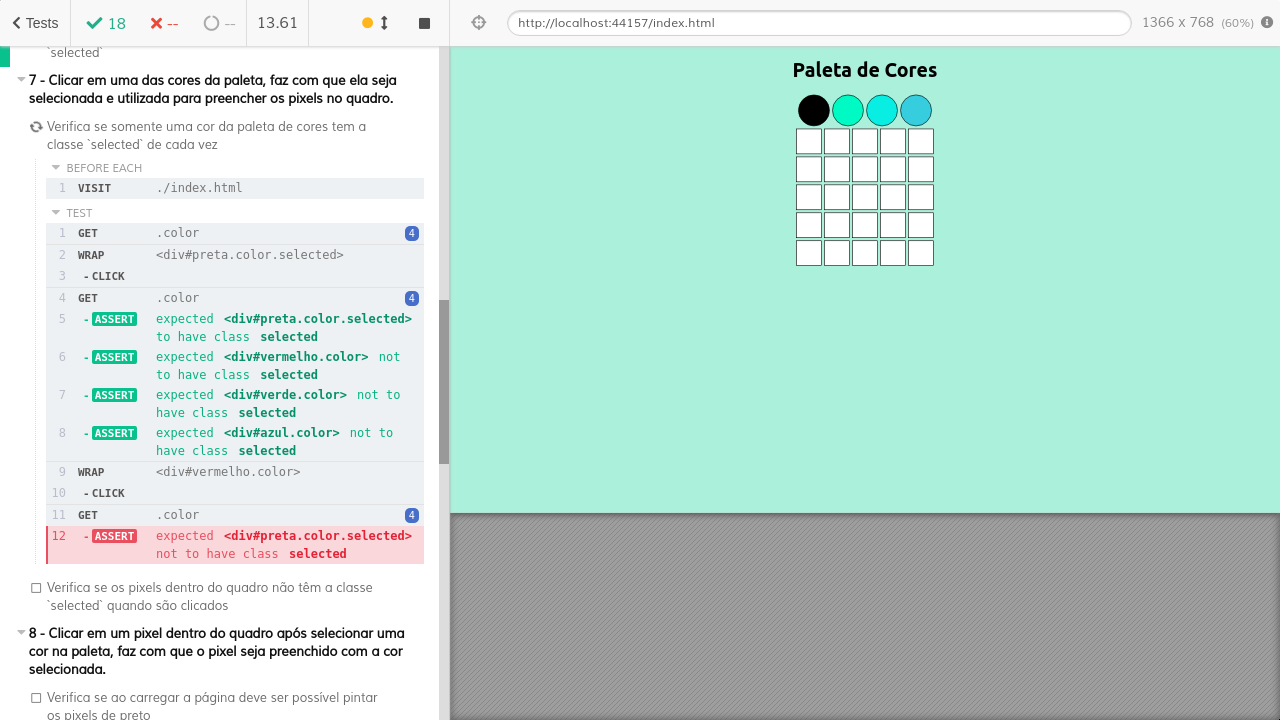 Tests
18
--
--
13.61
http://localhost:44157/index.html
1366 x 768 (60%)
`selected`
7 - Clicar em uma das cores da paleta, faz com que ela seja
selecionada e utilizada para preencher os pixels no quadro.
Verifica se somente uma cor da paleta de cores tem a
classe `selected` de cada vez
BEFORE EACH
1 VISIT ./index.html
TEST
1 GET .color 4
2 WRAP <div#preta.color.selected>
3 -CLICK
4 GET .color 4
5 -ASSERT expected <div#preta.color.selected>
to have class selected
6 -ASSERT expected <div#vermelho.color> not
to have class selected
7 -ASSERT expected <div#verde.color> not to
have class selected
8 -ASSERT expected <div#azul.color> not to
have class selected
9 WRAP <div#vermelho.color>
10 -CLICK
11 GET .color 4
12 -ASSERT expected <div#preta.color.selected>
not to have class selected
Verifica se os pixels dentro do quadro não têm a classe
`selected` quando são clicados
8 - Clicar em um pixel dentro do quadro após selecionar uma
cor na paleta, faz com que o pixel seja preenchido com a cor
selecionada.
Verifica se ao carregar a página deve ser possível pintar
os pixels de preto
Paleta de Cores